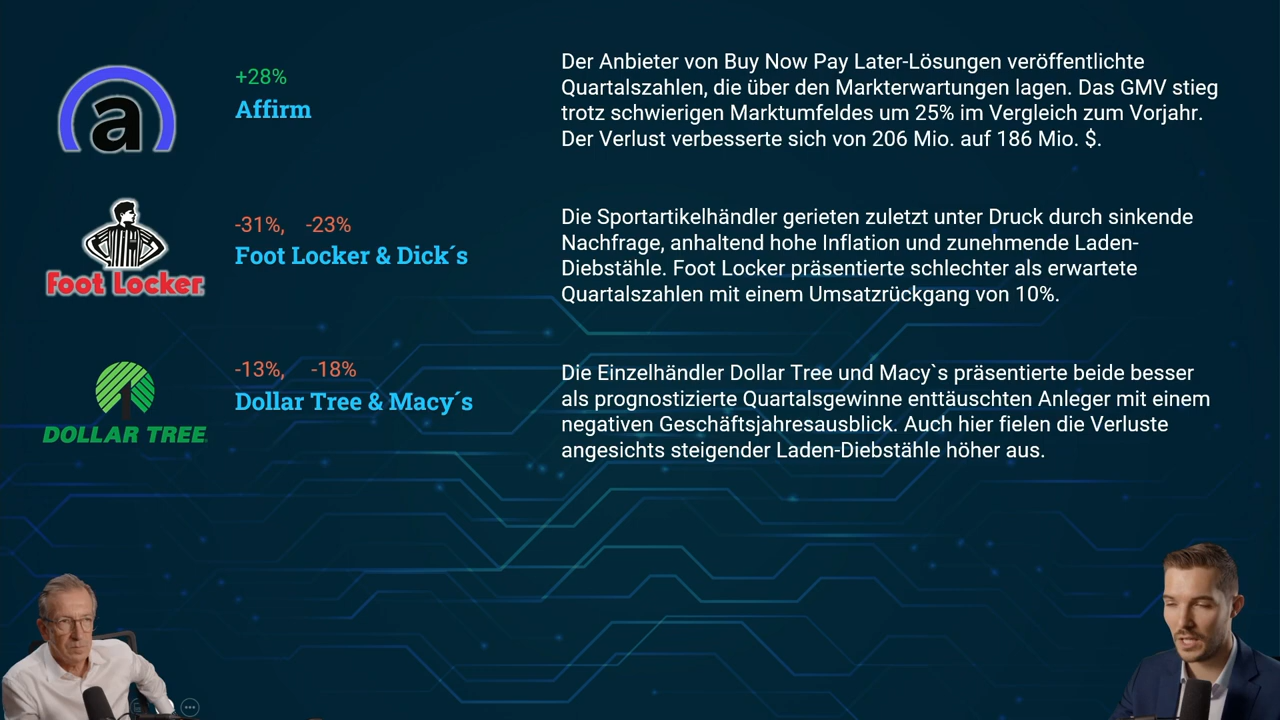 +28%
Affirm
Der Anbieter von Buy Now Pay Later-Lösungen veröffentlichte
Quartalszahlen, die über den Markterwartungen lagen. Das GMV stieg
trotz schwierigen Marktumfeldes um 25% im Vergleich zum Vorjahr.
Der Verlust verbesserte sich von 206 Mio. auf 186 Mio. $.
a
Foot Locker
-31%, -23%
Foot Locker & Dick´s
Die Sportartikelhändler gerieten zuletzt unter Druck durch sinkende
Nachfrage, anhaltend hohe Inflation und zunehmende Laden-
Diebstähle. Foot Locker präsentierte schlechter als erwartete
Quartalszahlen mit einem Umsatzrückgang von 10%.
DOLLAR TREE
-13%, -18%
Dollar Tree & Macy´s
Die Einzelhändler Dollar Tree und Macy`s präsentierte beide besser
als prognostizierte Quartalsgewinne enttäuschten Anleger mit einem
negativen Geschäftsjahresausblick. Auch hier fielen die Verluste
angesichts steigender Laden-Diebstähle höher aus.